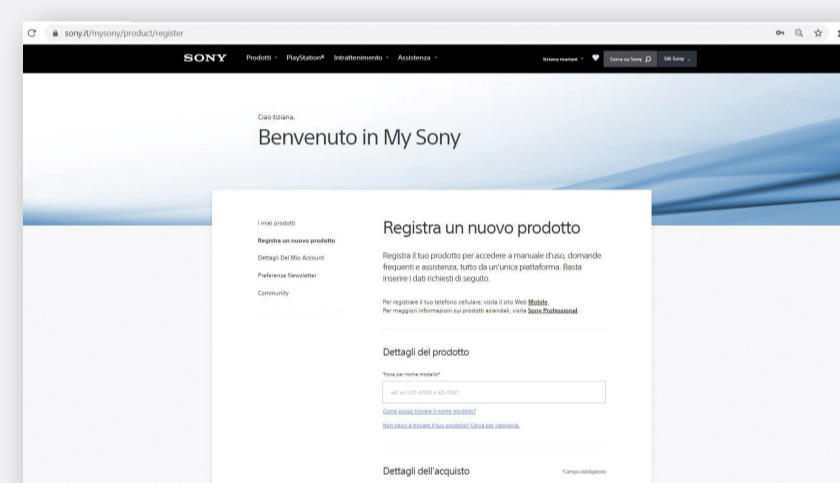 sony.it/mysony/product/register
SONY Prodotti PlayStation® Intrattenimento Assistenza tiziana mariani Cerca su Sony Siti Sony
Ciao tiziana,
Benvenuto in My Sony
I miei prodotti
Registra un nuovo prodotto
Dettagli Del Mio Account
Preferenze Newsletter
Community
Registra un nuovo prodotto
Registra il tuo prodotto per accedere a manuale d'uso, domande
frequenti e assistenza, tutto da un'unica piattaforma. Basta
inserire i dati richiesti di seguito.
Per registrare il tuo telefono cellulare, visita il sito Web Mobile.
Per maggiori informazioni sui prodotti aziendali, visita Sony Professional.
Dettagli del prodotto
Trova per nome modello*
Come posso trovare il nome modello?
Non riesci a trovare il tuo prodotto? Cerca per categoria.
Dettagli dell'acquisto
*Campo obbligatorio